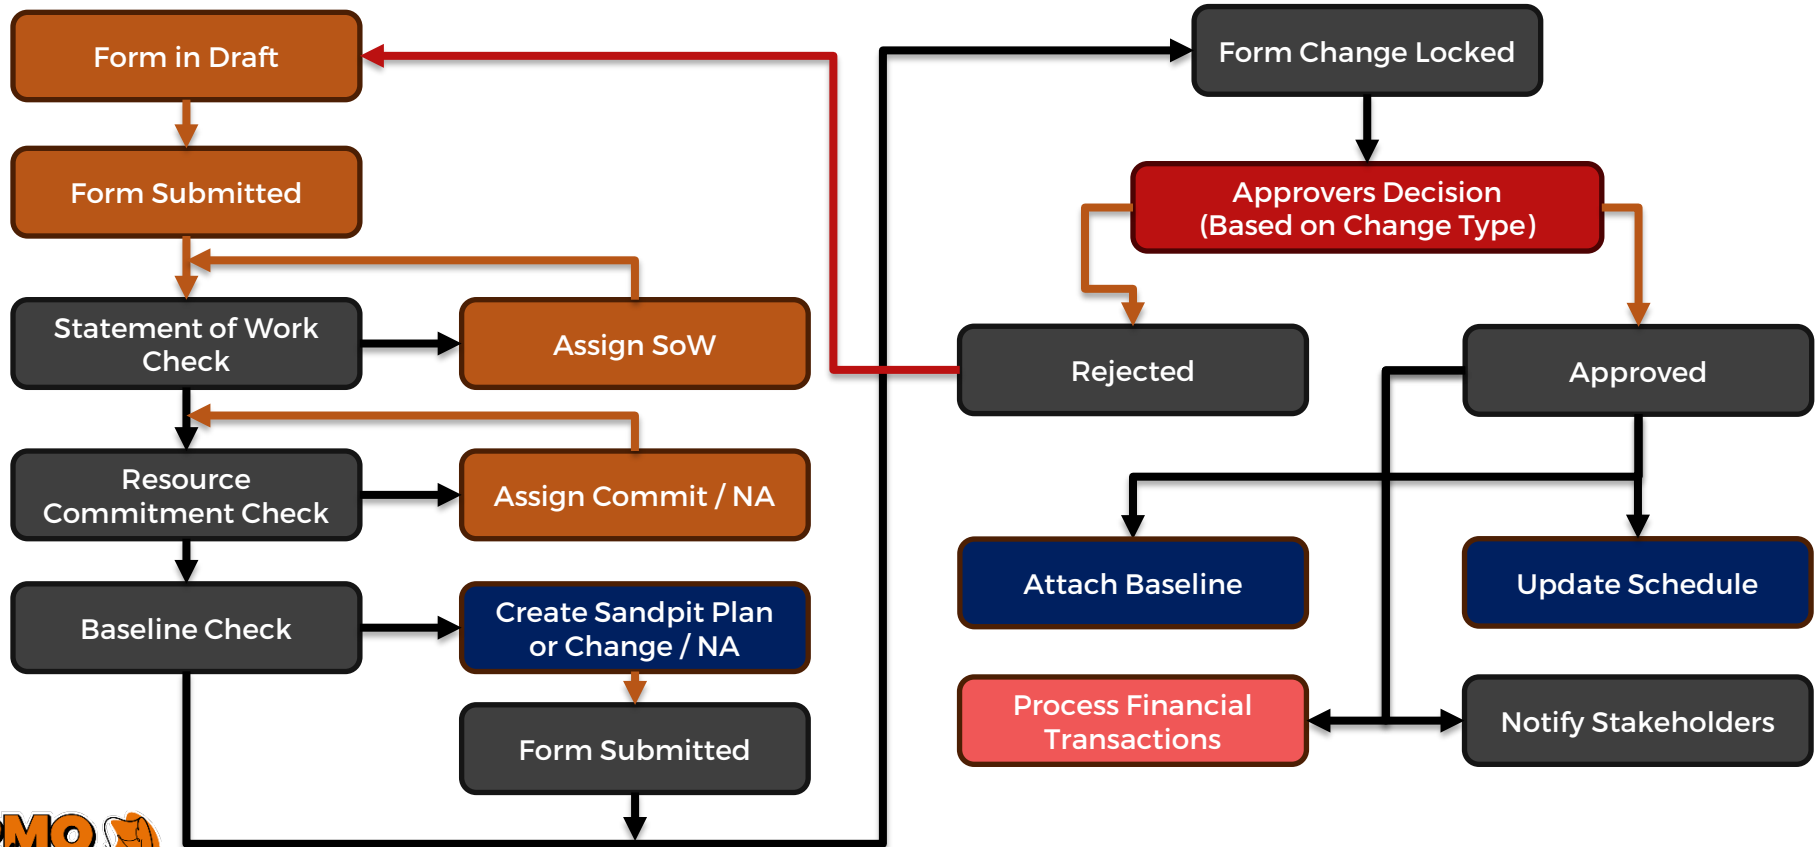 Form in Draft
Form Submitted
Statement of Work
Check
Assign SoW
Resource
Commitment Check
Assign Commit / NA
Baseline Check
Create Sandpit Plan
or Change / NA
Form Submitted
Form Change Locked
Approvers Decision
(Based on Change Type)
Rejected
Approved
Attach Baseline
Update Schedule
Process Financial
Transactions
Notify Stakeholders